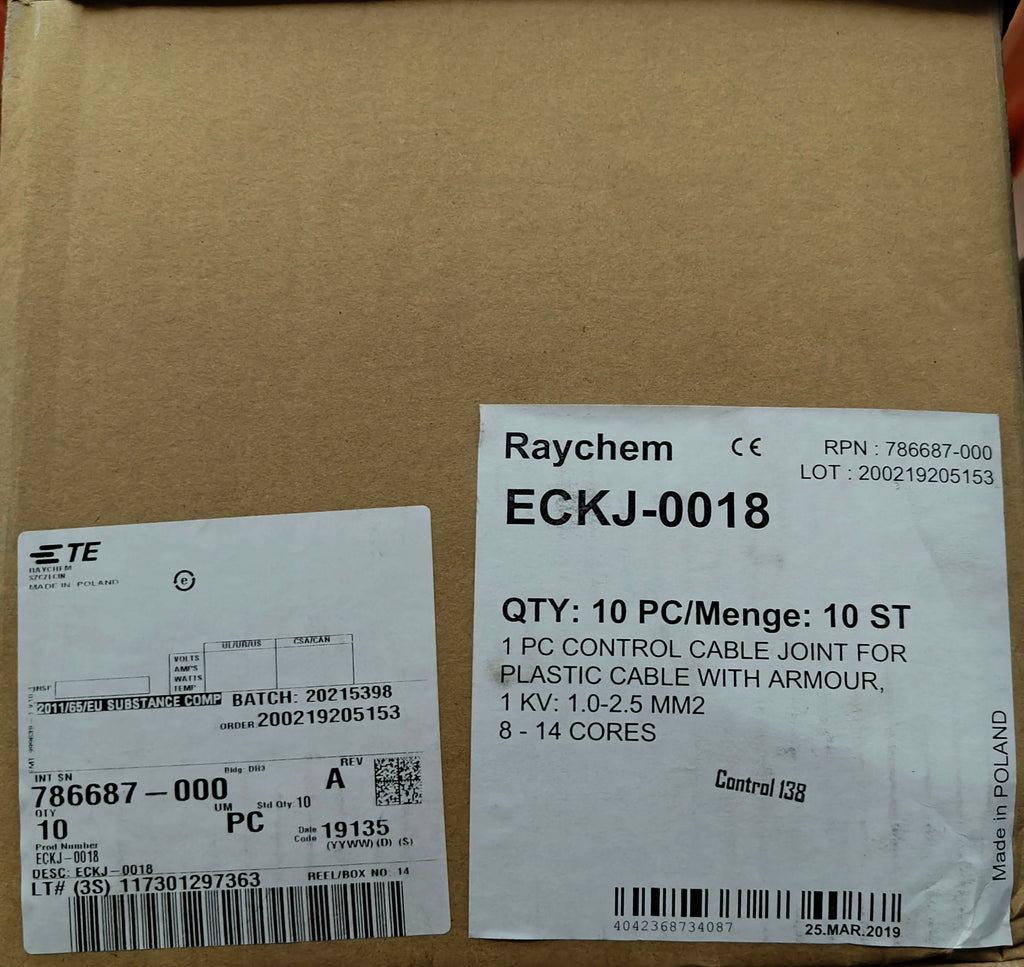 TE
RAYCHEM
SZCZECIN
MADE IN POLAND
e
UL/UR/US CSA/CAN
VOLTS
AMPS
WATTS
TEMP
INSP
2011/65/EU SUBSTANCE COMP
BATCH: 20215398
ORDER 200219205153
INT SN
Bldg: DH3
REV
786687-000
A
QTY
UM
Std Qty 10
10
PC
Date Code 19135
(YYWW) (D) (S)
Prod Number
ECKJ-0018
DESC: ECKJ-0018
LT# (3S) 117301297363
REEL/BOX NO: 14
Raychem CE RPN : 786687-000
LOT : 200219205153
ECKJ-0018
QTY: 10 PC/Menge: 10 ST
1 PC CONTROL CABLE JOINT FOR
PLASTIC CABLE WITH ARMOUR,
1 KV: 1.0-2.5 MM2
8 - 14 CORES
Control 138
4042368734087
25.MAR.2019
Made in POLAND